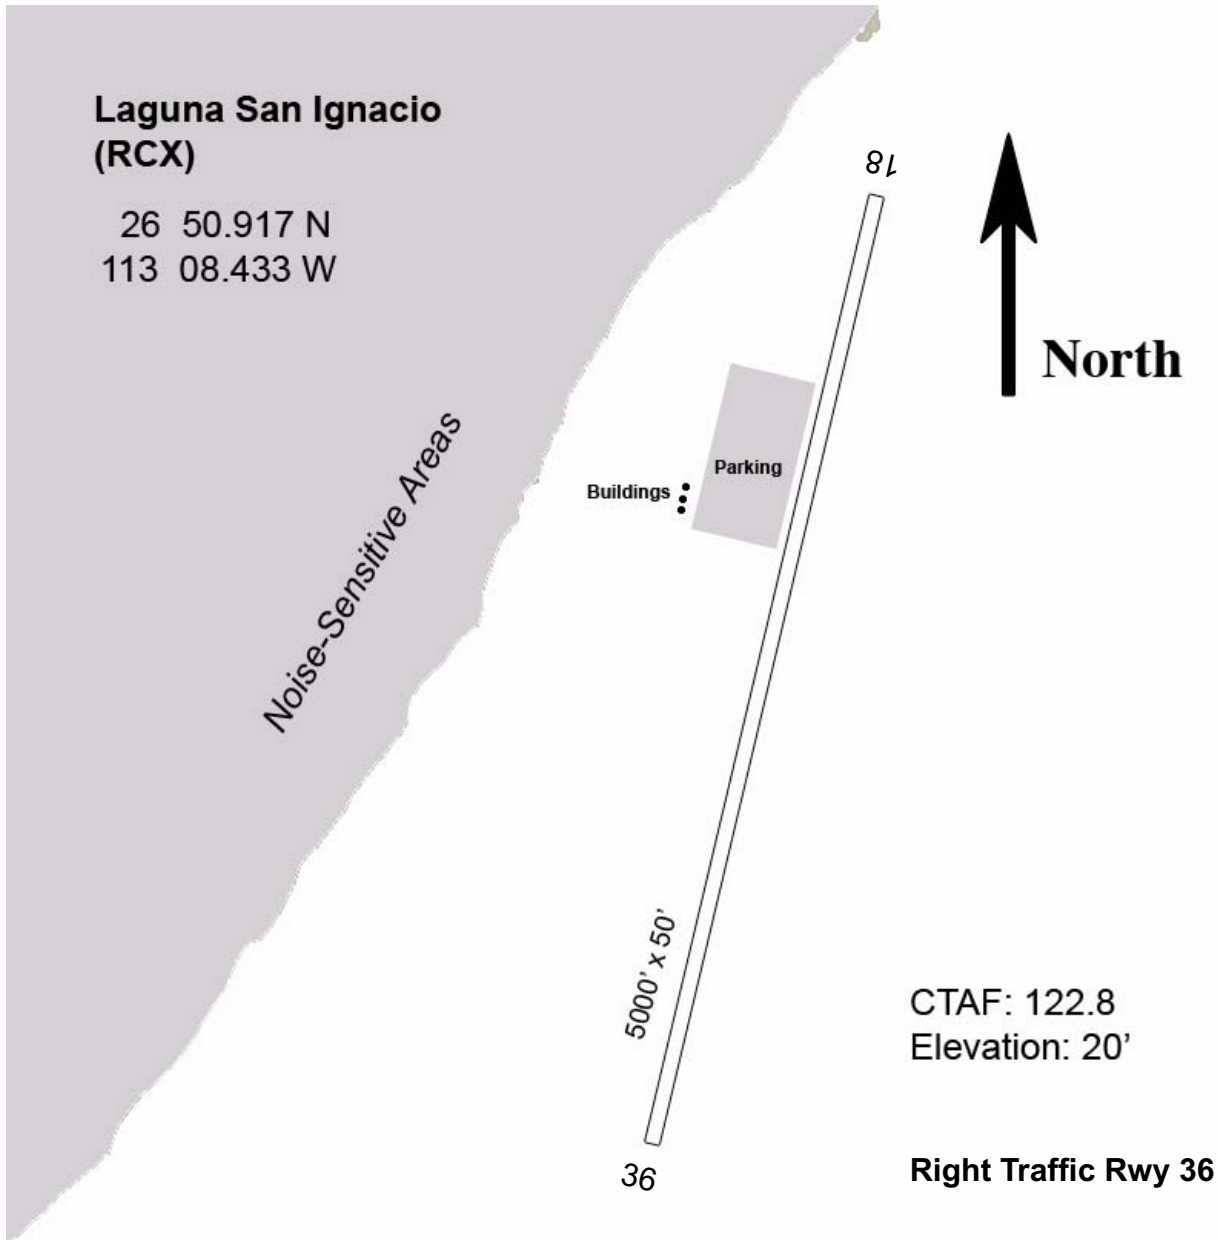 Laguna San Ignacio
(RCX)
26 50.917 N
113 08.433 W
18
North
Parking
Buildings
Noise-Sensitive Areas
5000’ x 50’
CTAF: 122.8
Elevation: 20’
Right Traffic Rwy 36
36